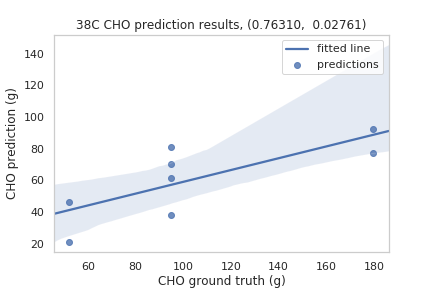 38C CHO prediction results, (0.76310,  0.02761)
fitted line
predictions
CHO prediction (g)
140
120
100
80
60
40
20
60 80 100 120 140 160 180
CHO ground truth (g)